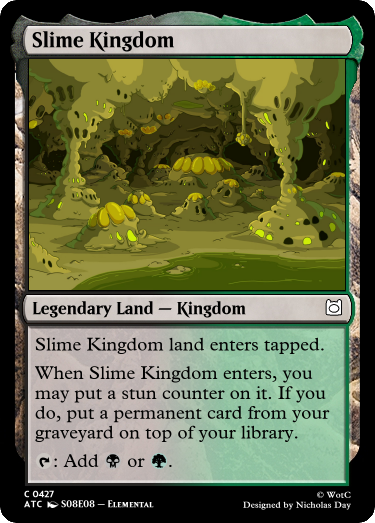 Slime Kingdom
Legendary Land — Kingdom
Slime Kingdom land enters tapped.
When Slime Kingdom enters, you
may put a stun counter on it. If you
do, put a permanent card from your
graveyard on top of your library.
: Add or .
C 0427
ATC S08E08 – Elemental
© WotC
Designed by Nicholas Day